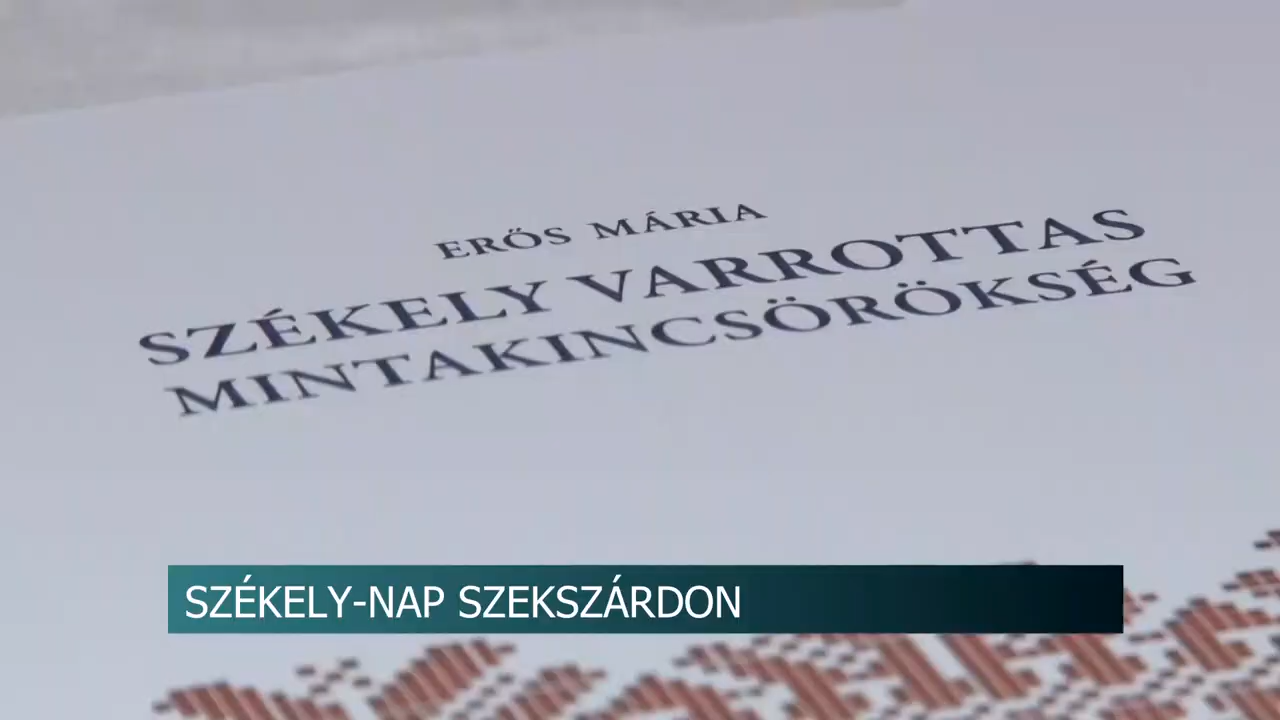 ERŐS MÁRIA
SZÉKELY VARROTTAS
MINTAKINCSÖRÖKSÉG
SZÉKELY-NAP SZEKSZÁRDON